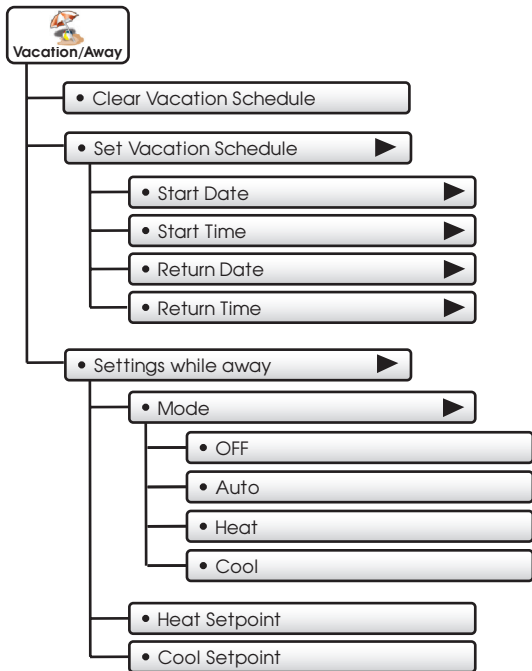 Vacation/Away
• Clear Vacation Schedule
• Set Vacation Schedule
• Start Date
• Start Time
• Return Date
• Return Time
• Settings while away
• Mode
• OFF
• Auto
• Heat
• Cool
• Heat Setpoint
• Cool Setpoint